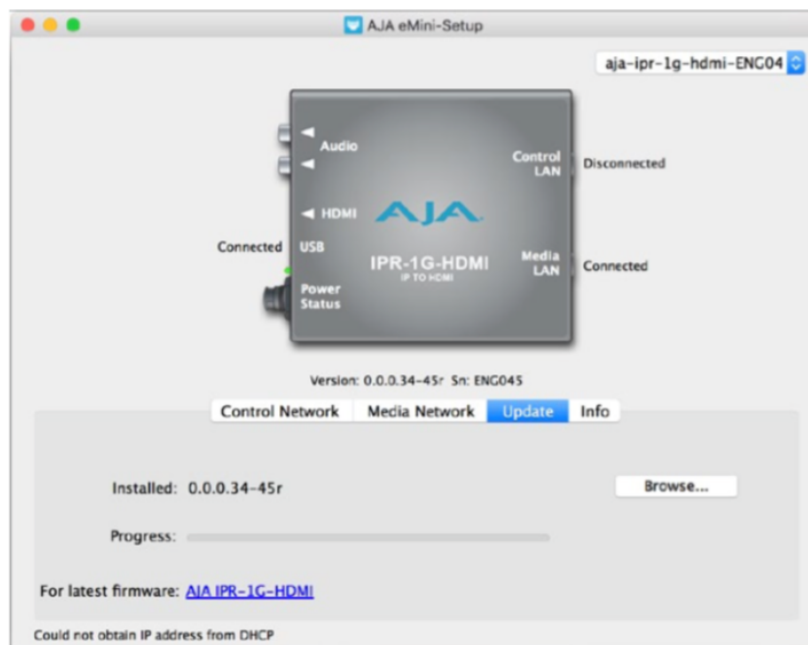 AJA eMini-Setup
aja-ipr-1g-hdmi-ENG04
Audio
Control
LAN
Disconnected
HDMI
AJA
Connected
USB
IPR-1G-HDMI
IP TO HDMI
Media
LAN
Connected
Power
Status
Version: 0.0.0.34-45r Sn: ENG045
Control Network Media Network Update Info
Installed: 0.0.0.34-45r Browse...
Progress:
For latest firmware: AJA IPR-1G-HDMI
Could not obtain IP address from DHCP